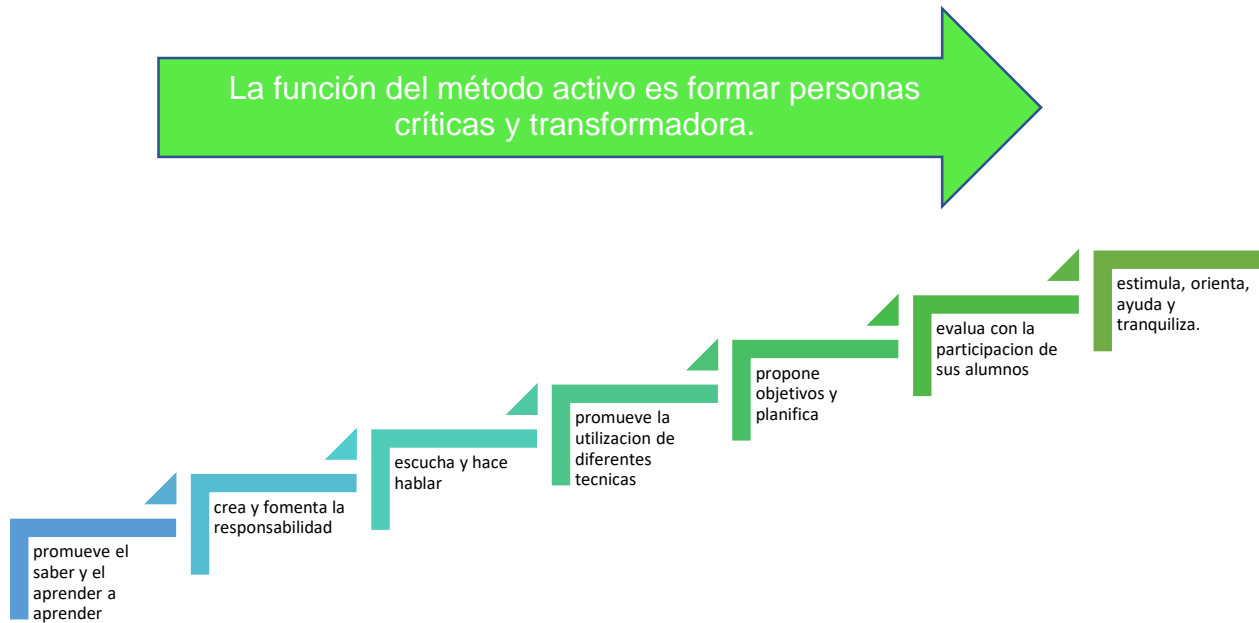 La función del método activo es formar personas
críticas y transformadora.
promueve el
saber y el
aprender a
aprender
crea y fomenta la
responsabilidad
escucha y hace
hablar
promueve la
utilizacion de
diferentes
tecnicas
propone
objetivos y
planifica
evalua con la
participacion de
sus alumnos
estimula, orienta,
ayuda y
tranquiliza.